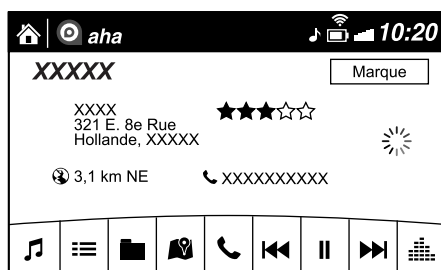 aha 10:20
XXXXX Marque
XXXX
321 E. 8e Rue
Hollande, XXXXX
3,1 km NE XXXXXXXXXX